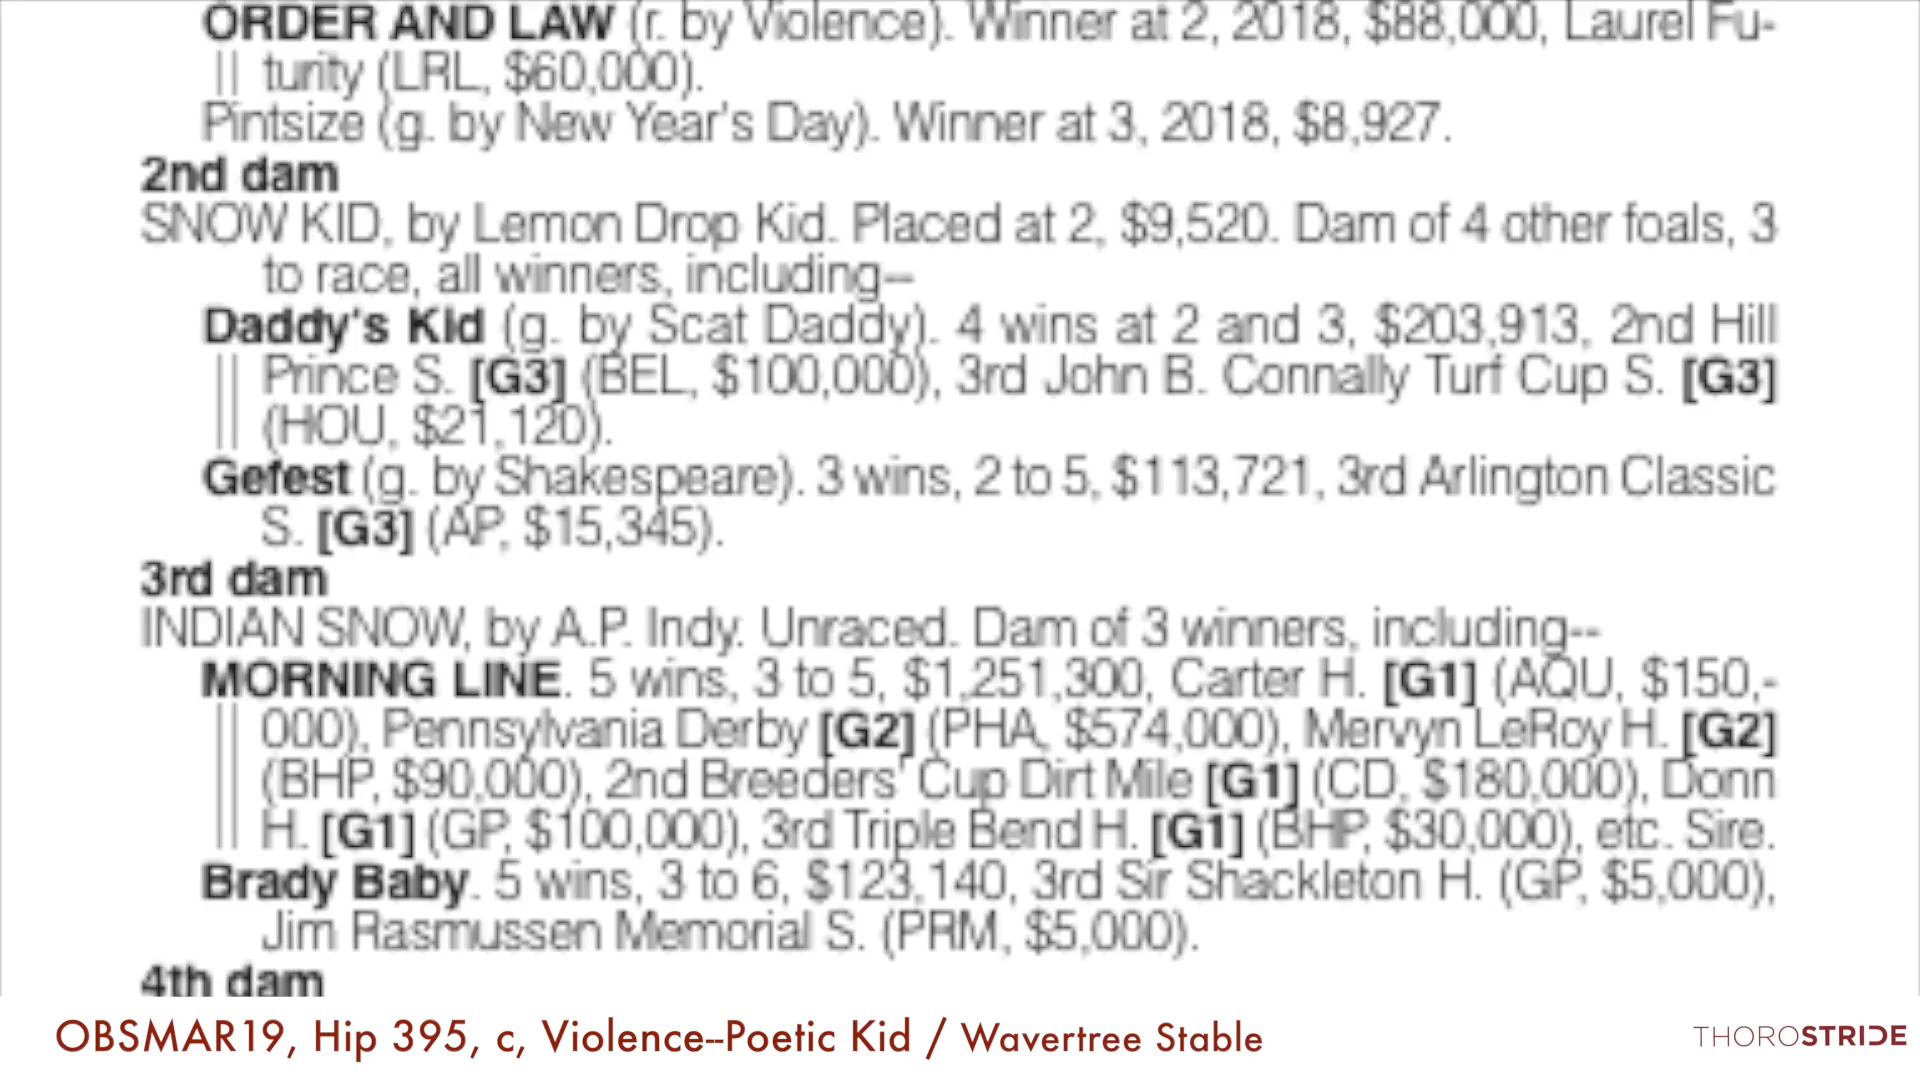 ORDER AND LAW (r. by Violence). Winner at 2, 2018, $88,000, Laurel Fu-
turity (LRL, $60,000).
Pintsize (g. by New Year's Day). Winner at 3, 2018, $8,927.
2nd dam
SNOW KID, by Lemon Drop Kid. Placed at 2, $9,520. Dam of 4 other foals, 3
to race, all winners, including--
Daddy's Kid (g. by Scat Daddy). 4 wins at 2 and 3, $203,913, 2nd Hill
Prince S. [G3] (BEL, $100,000), 3rd John B. Connally Turf Cup S. [G3]
(HOU, $21,120).
Gefest (g. by Shakespeare). 3 wins, 2 to 5, $113,721, 3rd Arlington Classic
S. [G3] (AP, $15,345).
3rd dam
INDIAN SNOW, by A.P. Indy. Unraced. Dam of 3 winners, including--
MORNING LINE. 5 wins, 3 to 5, $1,251,300, Carter H. [G1] (AQU, $150,-
000), Pennsylvania Derby [G2] (PHA, $574,000), Mervyn LeRoy H. [G2]
(BHP, $90,000), 2nd Breeders' Cup Dirt Mile [G1] (CD, $180,000), Donn
H. [G1] (GP, $100,000), 3rd Triple Bend H. [G1] (BHP, $30,000), etc. Sire.
Brady Baby. 5 wins, 3 to 6, $123,140, 3rd Sir Shackleton H. (GP, $5,000),
Jim Rasmussen Memorial S. (PRM, $5,000).
4th dam
OBSMAR19, Hip 395, c, Violence--Poetic Kid / Wavertree Stable
THOROSTRIDE